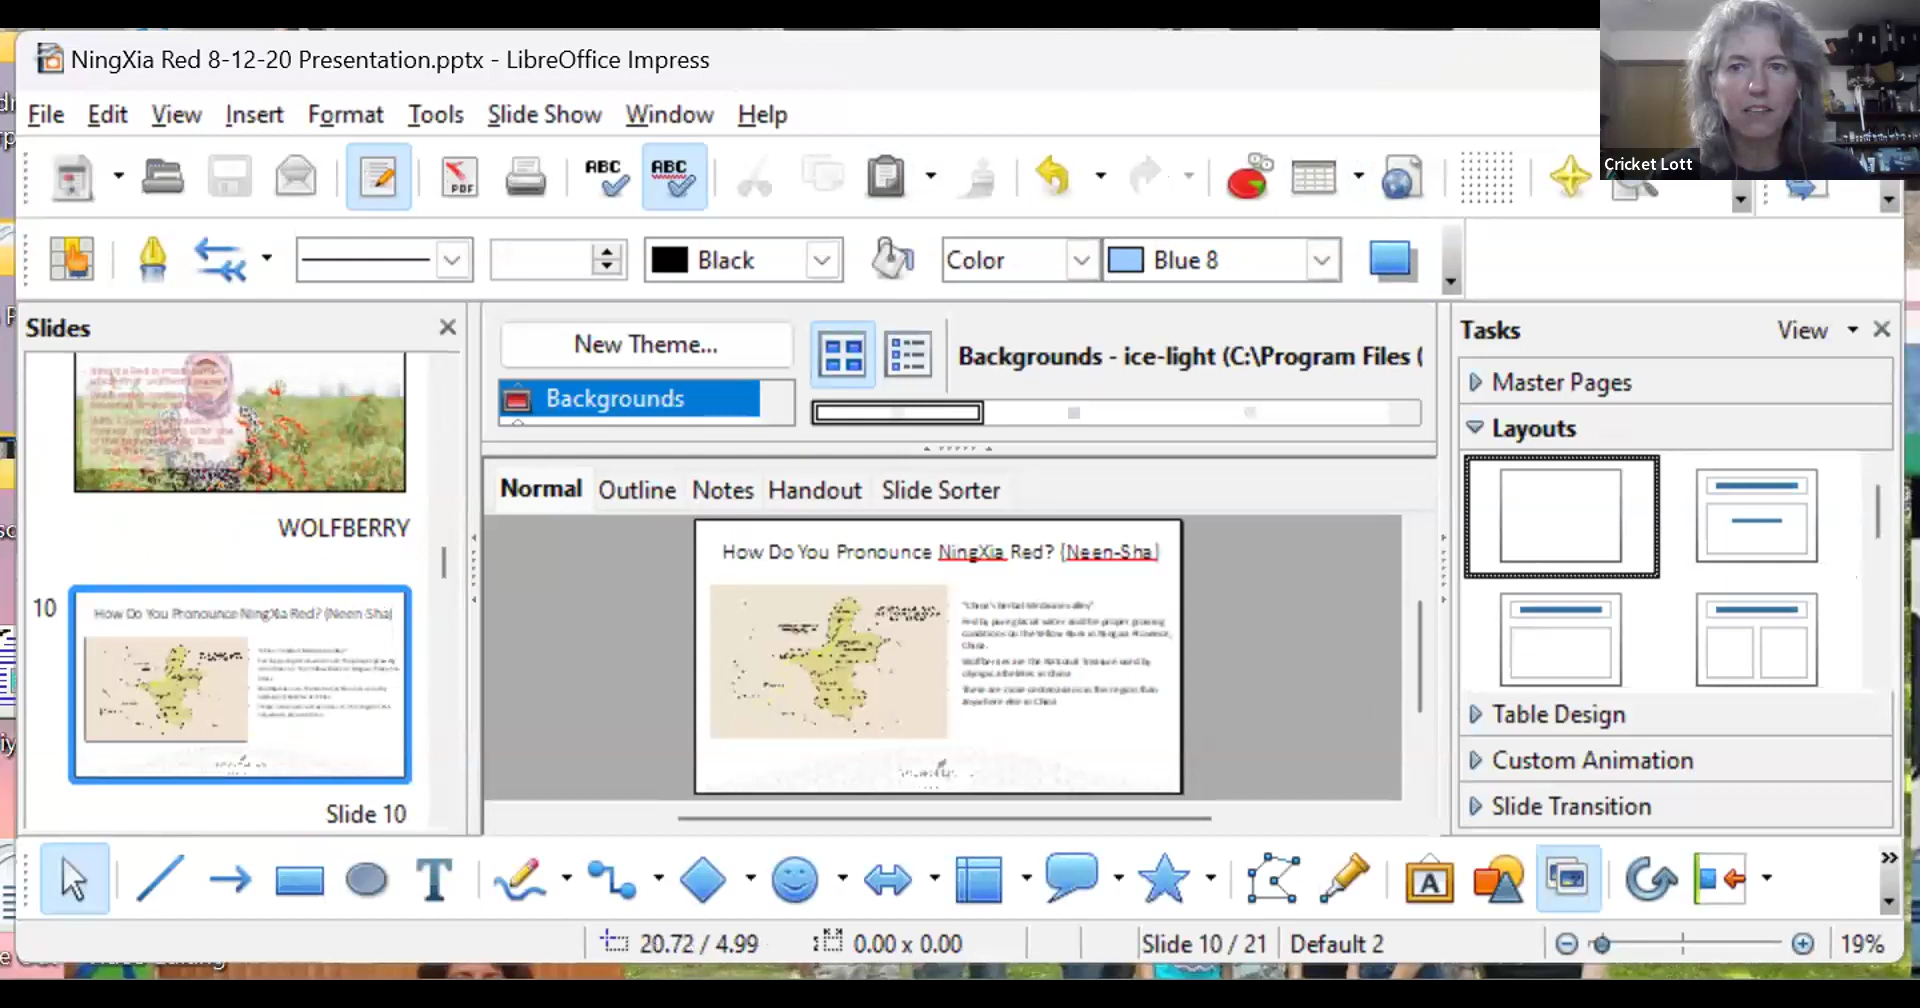 NingXia Red 8-12-20 Presentation.pptx - LibreOffice Impress
Cricket Lott
File Edit View Insert Format Tools Slide Show Window Help
PDF ABC ABC
Black Color Blue 8
Slides
WOLFBERRY
10
How Do You Pronounce NingXia Red? (Neen-Sha)
Slide 10
New Theme...
Backgrounds - ice-light (C:\Program Files (
Backgrounds
Normal Outline Notes Handout Slide Sorter
How Do You Pronounce NingXia Red? (Neen-Sha)
Tasks View
Master Pages
Layouts
Table Design
Custom Animation
Slide Transition
T A
20.72 / 4.99 0.00 x 0.00 Slide 10 / 21 Default 2 19%